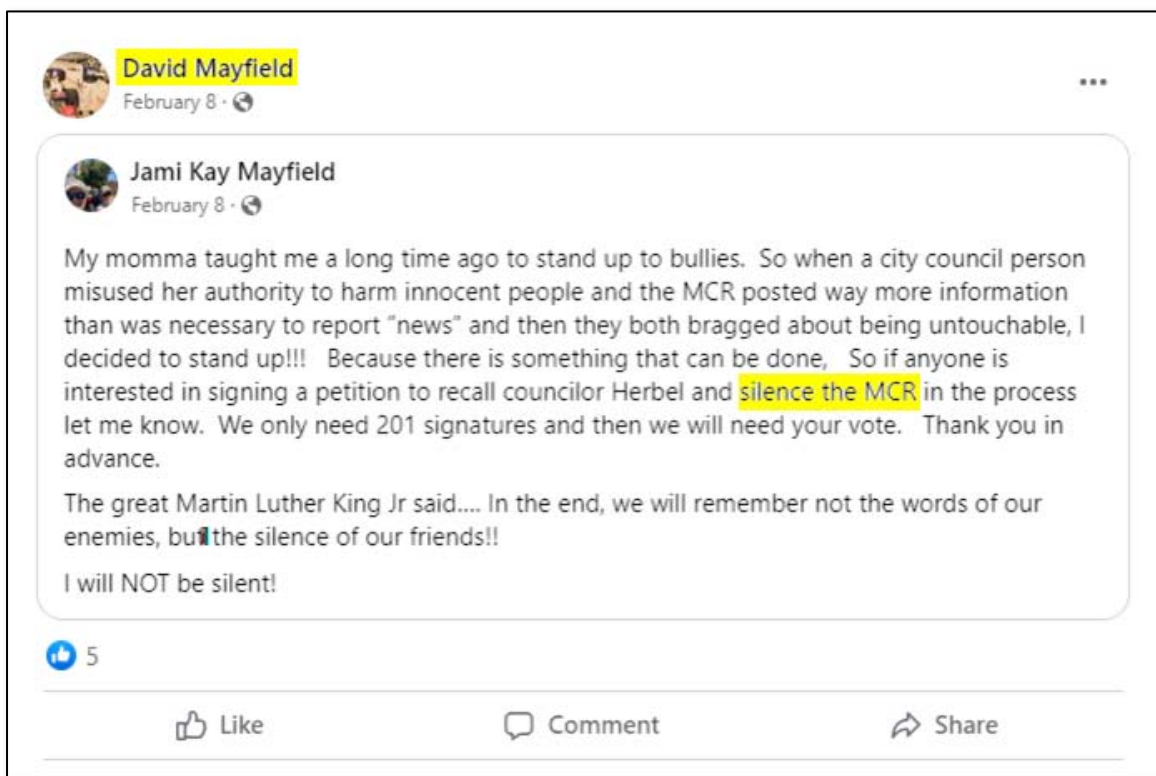 David Mayfield
February 8 ·
Jami Kay Mayfield
February 8 ·
My momma taught me a long time ago to stand up to bullies.  So when a city council person
misused her authority to harm innocent people and the MCR posted way more information
than was necessary to report “news” and then they both bragged about being untouchable, I
decided to stand up!!!   Because there is something that can be done,   So if anyone is
interested in signing a petition to recall councilor Herbel and silence the MCR in the process
let me know.  We only need 201 signatures and then we will need your vote.   Thank you in
advance.
The great Martin Luther King Jr said.... In the end, we will remember not the words of our
enemies, but the silence of our friends!!
I will NOT be silent!
5
Like Comment Share